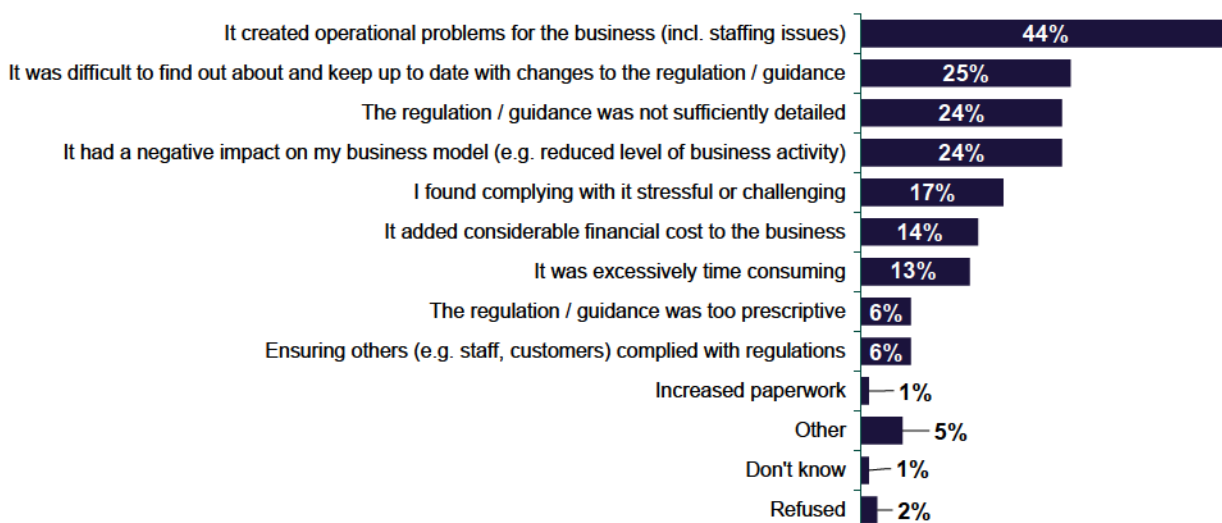 It created operational problems for the business (incl. staffing issues) 44%
It was difficult to find out about and keep up to date with changes to the regulation / guidance 25%
The regulation / guidance was not sufficiently detailed 24%
It had a negative impact on my business model (e.g. reduced level of business activity) 24%
I found complying with it stressful or challenging 17%
It added considerable financial cost to the business 14%
It was excessively time consuming 13%
The regulation / guidance was too prescriptive 6%
Ensuring others (e.g. staff, customers) complied with regulations 6%
Increased paperwork 1%
Other 5%
Don't know 1%
Refused 2%